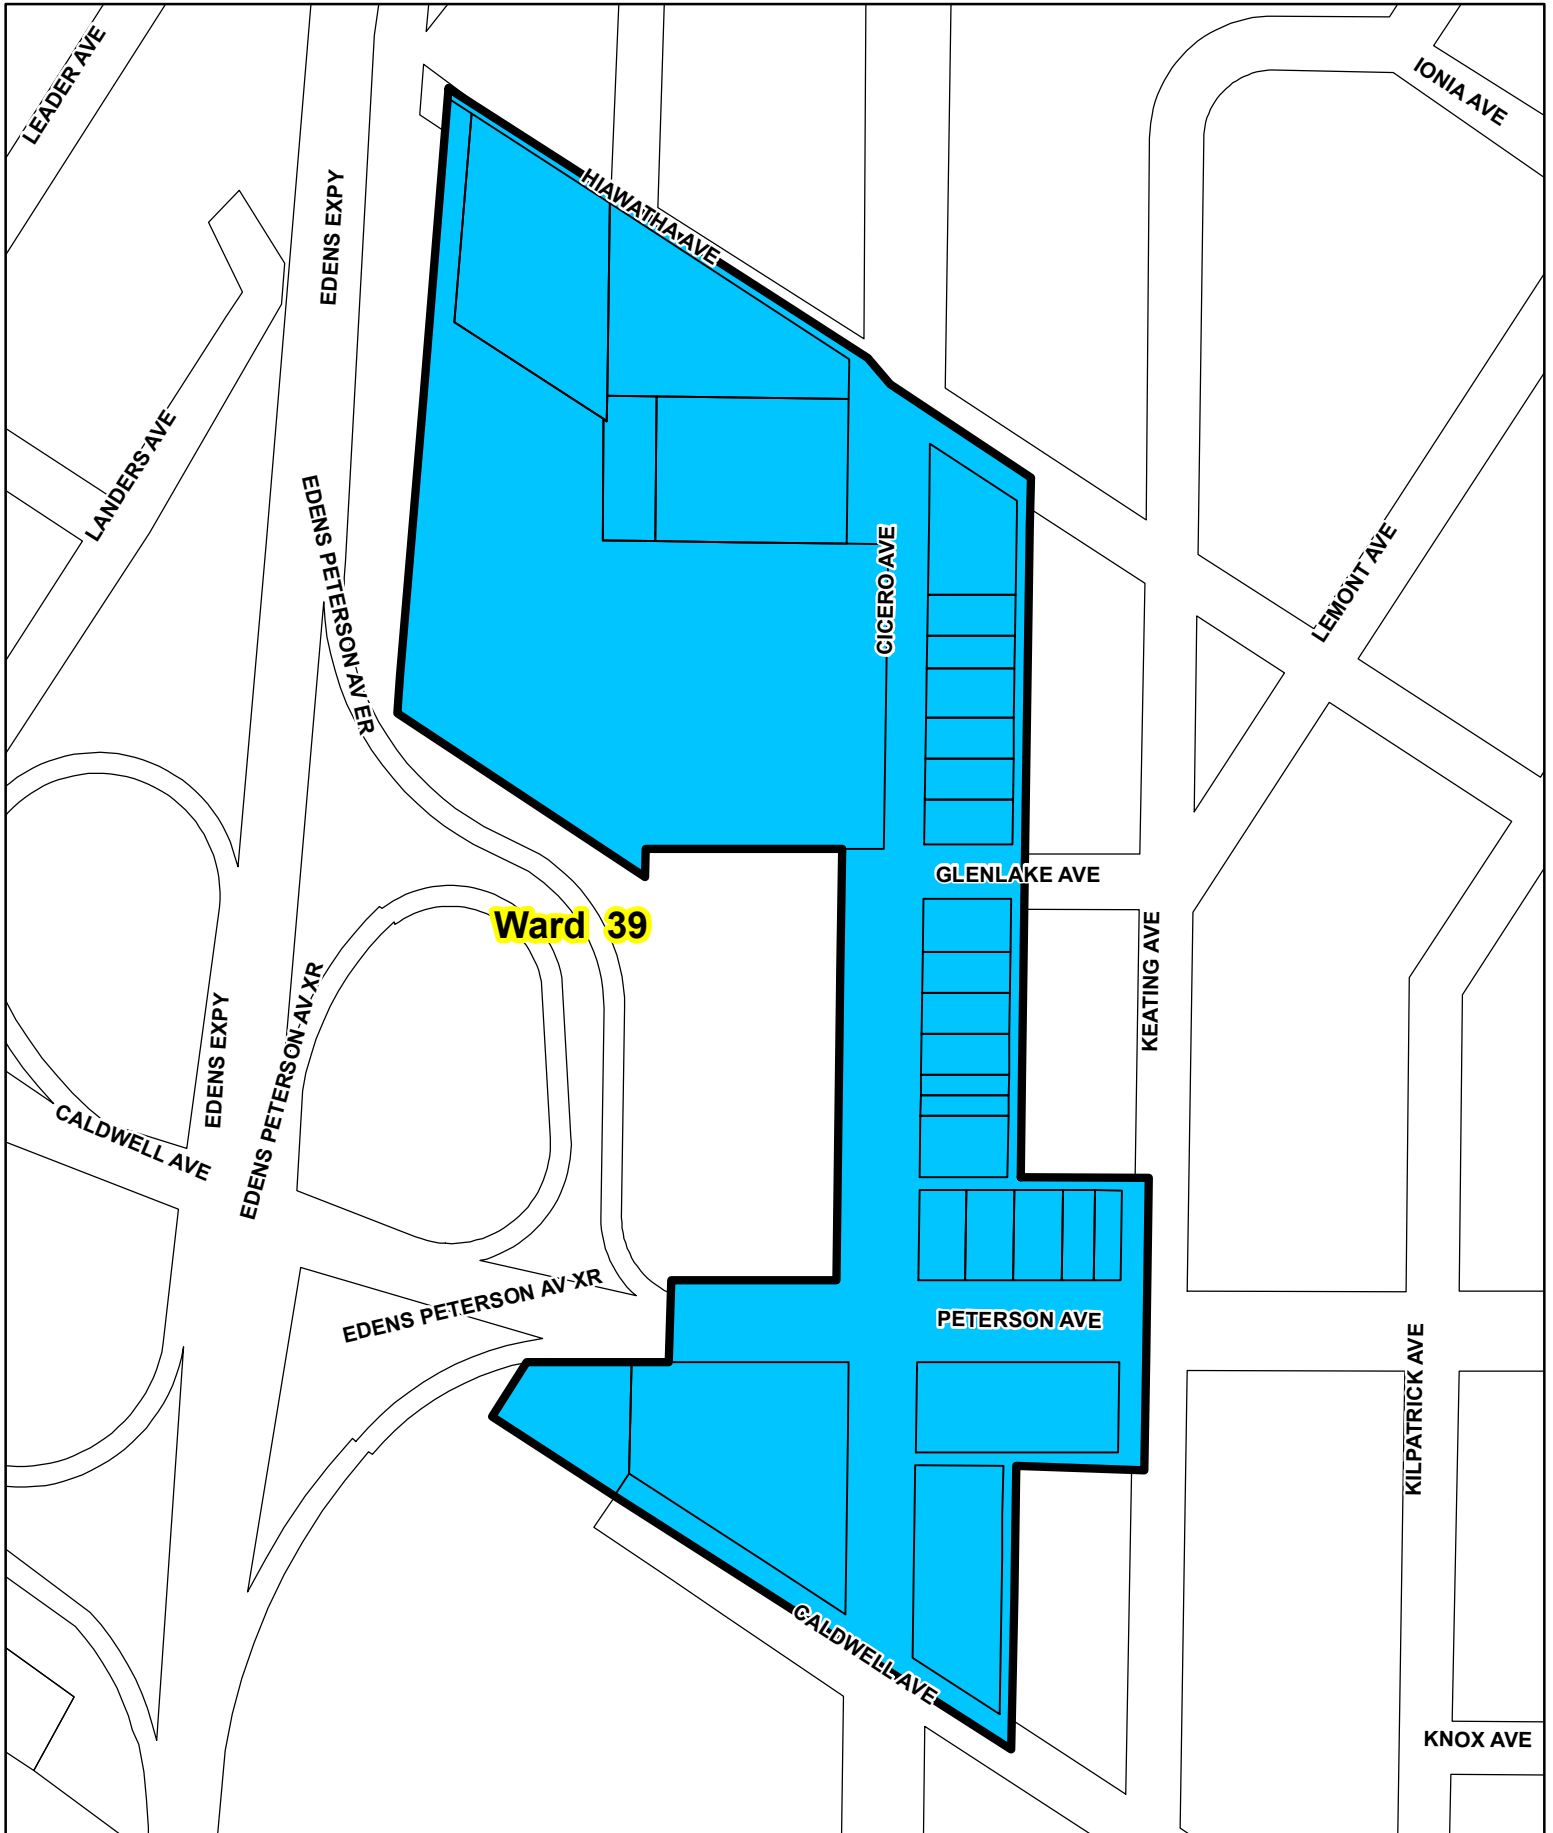 LEADER AVE
IONIA AVE
EDENS EXPY
HIAWATHA AVE
LANDERS AVE
EDENS PETERSON AV ER
CICERO AVE
LEMONT AVE
GLENLAKE AVE
Ward 39
KEATING AVE
EDENS EXPY
EDENS PETERSON AV XR
CALDWELL AVE
EDENS PETERSON AV XR
PETERSON AVE
KILPATRICK AVE
CALDWELL AVE
KNOX AVE